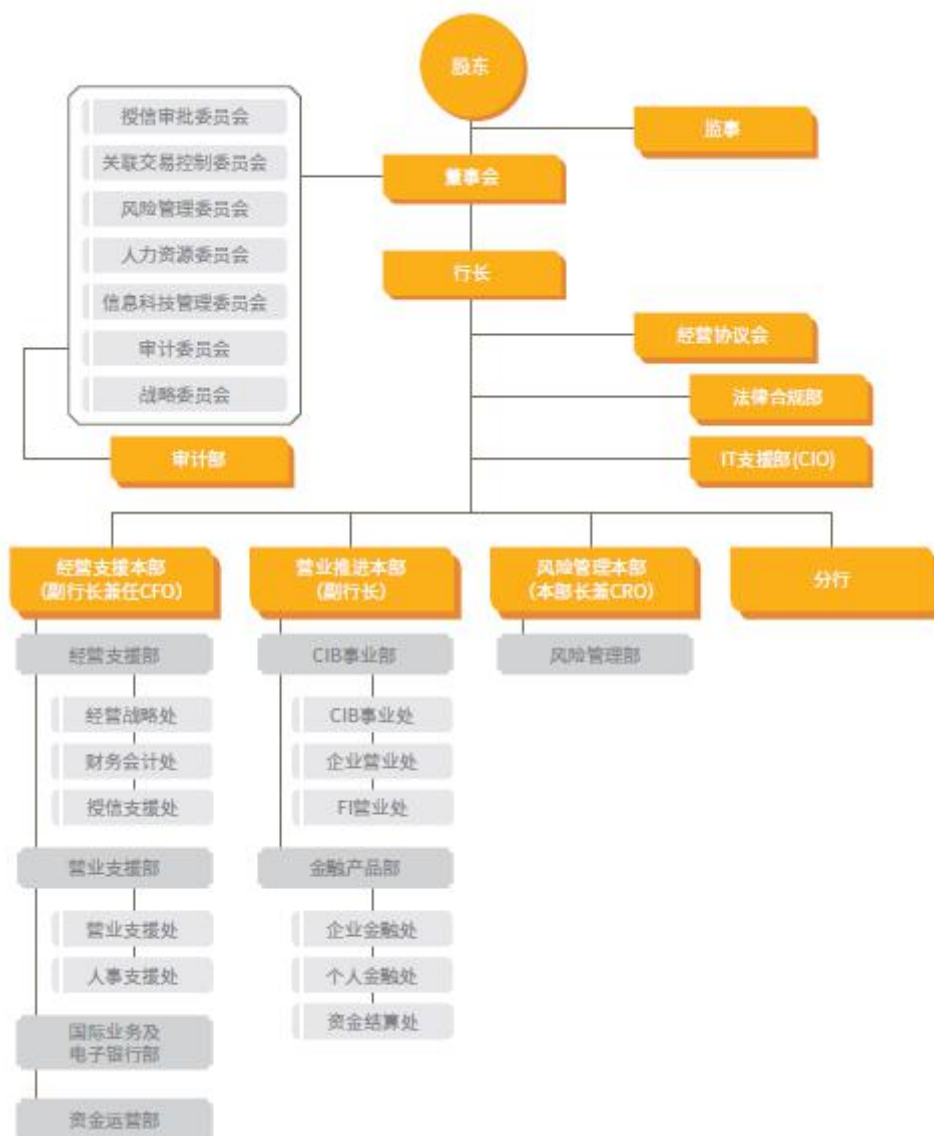 股东
监事
董事会
授信审批委员会
关联交易控制委员会
风险管理委员会
人力资源委员会
信息科技管理委员会
审计委员会
战略委员会
行长
经营协议会
法律合规部
审计部
IT支援部(CIO)
经营支援本部
(副行长兼任CFO)
营业推进本部
(副行长)
风险管理本部
(本部长兼CRO)
分行
经营支援部
经营战略处
财务会计处
授信支援处
营业支援部
营业支援处
人事支援处
国际业务及
电子银行部
资金运营部
CIB事业部
CIB事业处
企业营业处
FI营业处
金融产品部
企业金融处
个人金融处
资金结算处
风险管理部